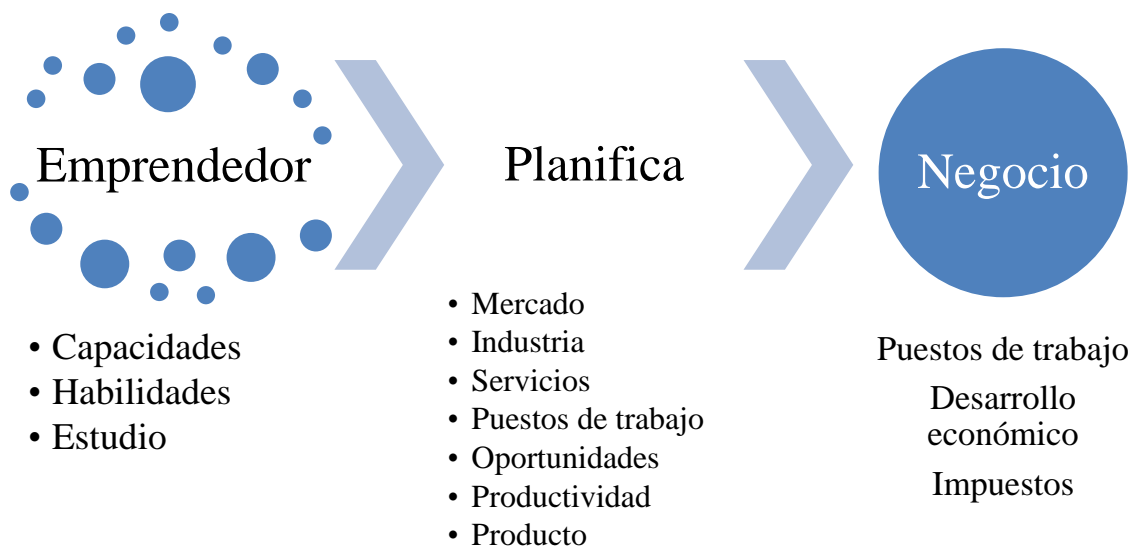 Emprendedor
• Capacidades
• Habilidades
• Estudio
Planifica
• Mercado
• Industria
• Servicios
• Puestos de trabajo
• Oportunidades
• Productividad
• Producto
Negocio
Puestos de trabajo
Desarrollo
económico
Impuestos